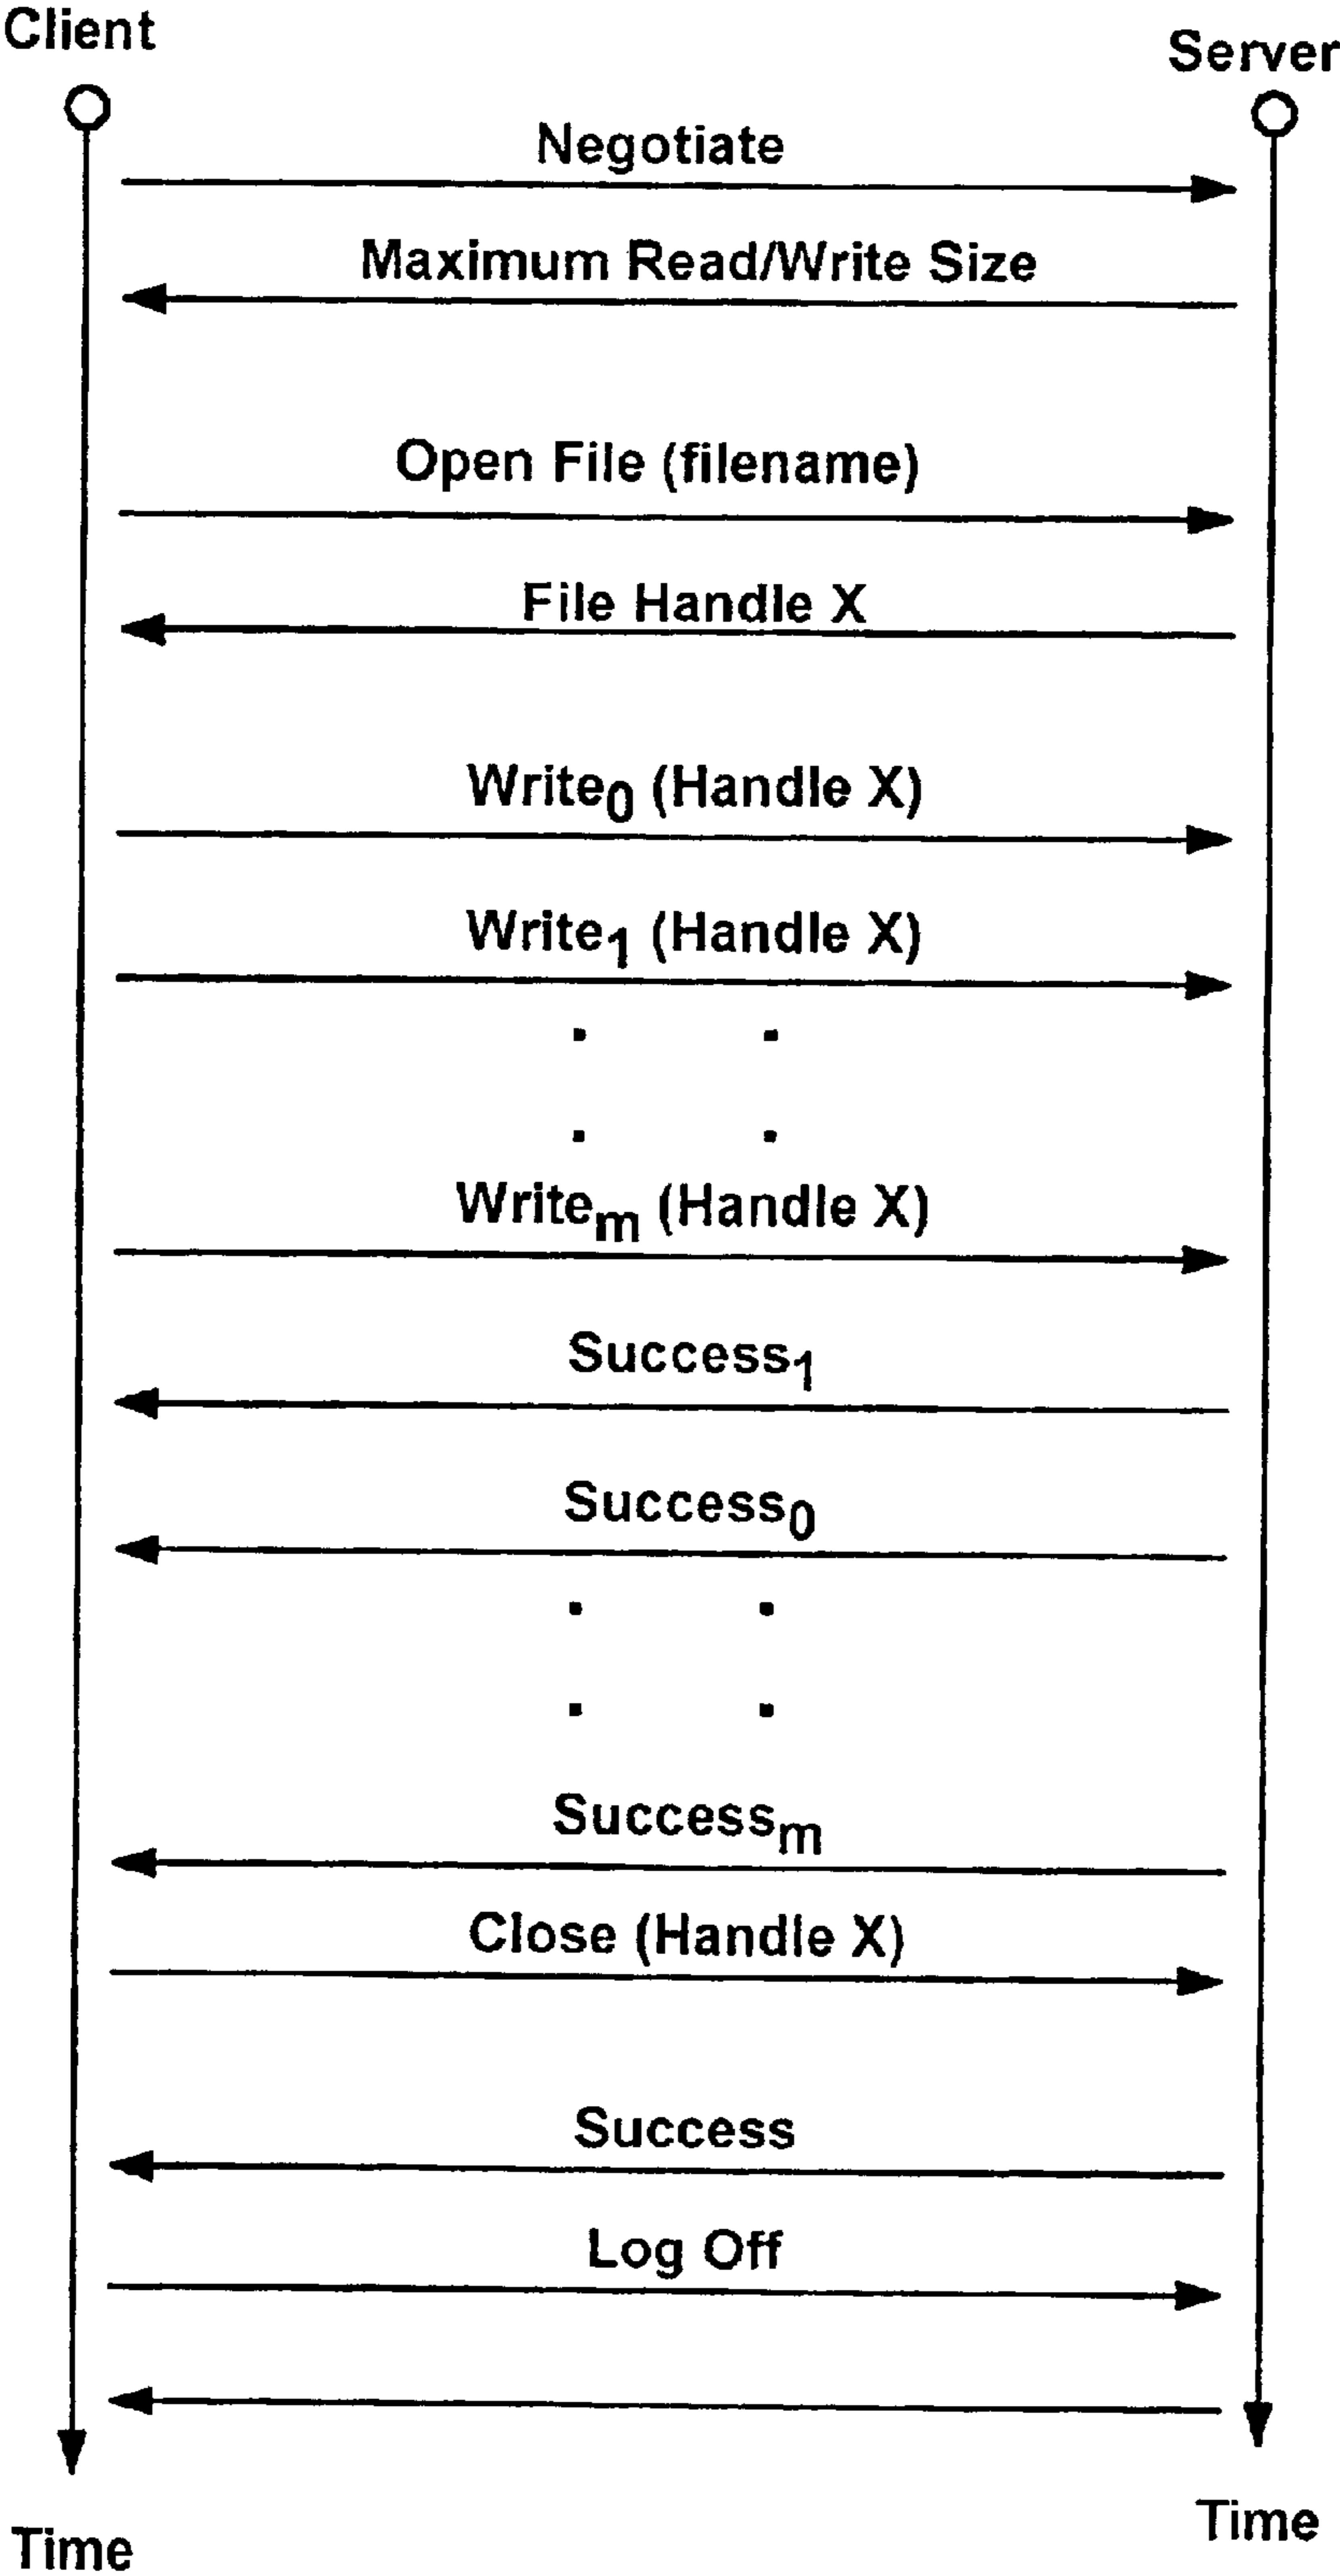 Client
Server
Negotiate
Maximum Read/Write Size
Open File (filename)
File Handle X
Write0 (Handle X)
Write1 (Handle X)
Writem (Handle X)
Success1
Success0
Successm
Close (Handle X)
Success
Log Off
Time
Time